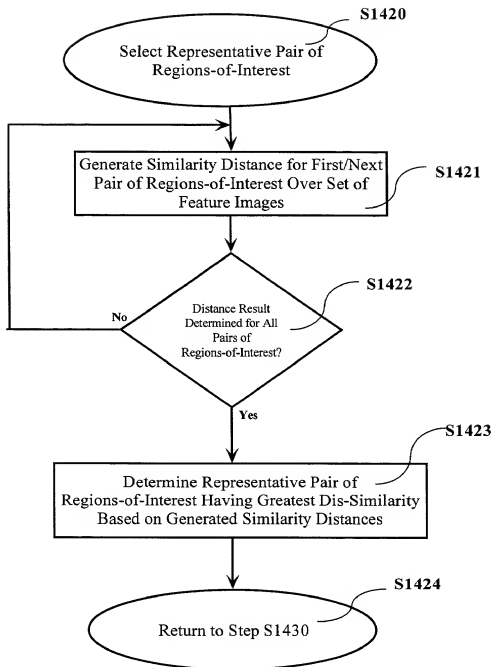 S1420
Select Representative Pair of
Regions-of-Interest
Generate Similarity Distance for First/Next
Pair of Regions-of-Interest Over Set of
Feature Images
S1421
S1422
Distance Result
Determined for All
Pairs of
Regions-of-Interest?
No
Yes
S1423
Determine Representative Pair of
Regions-of-Interest Having Greatest Dis-Similarity
Based on Generated Similarity Distances
S1424
Return to Step S1430